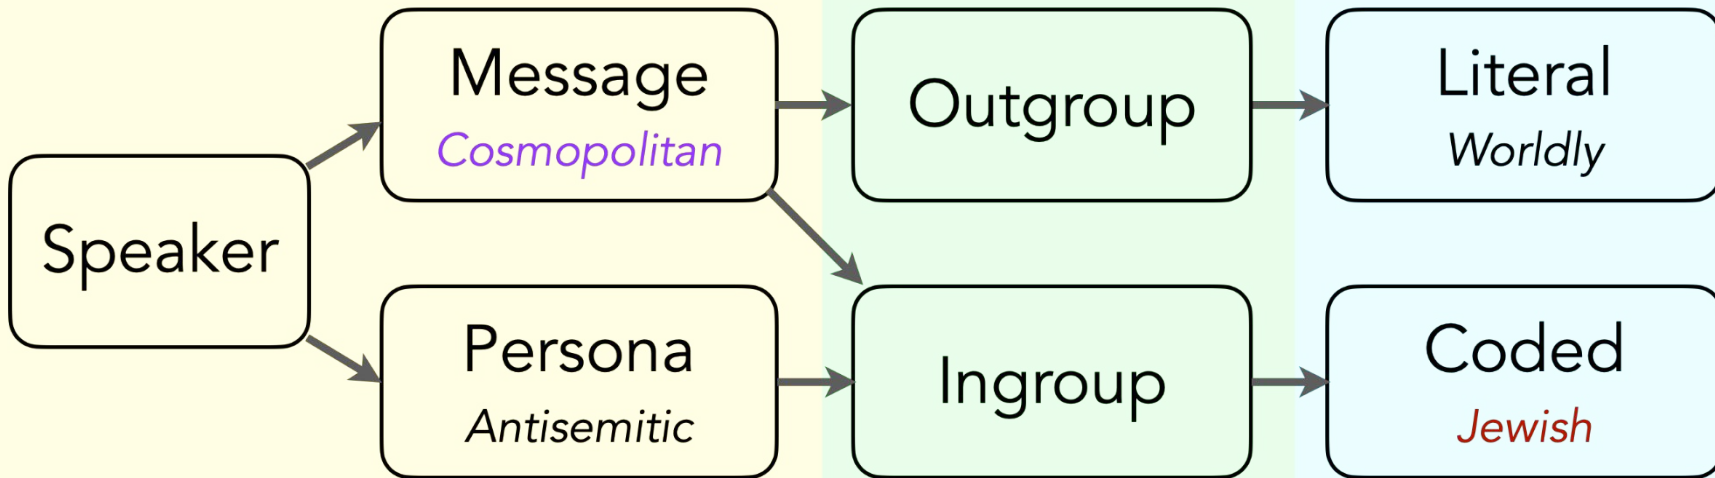 Speaker
Message
Cosmopolitan
Persona
Antisemitic
Outgroup
Ingroup
Literal
Worldly
Coded
Jewish